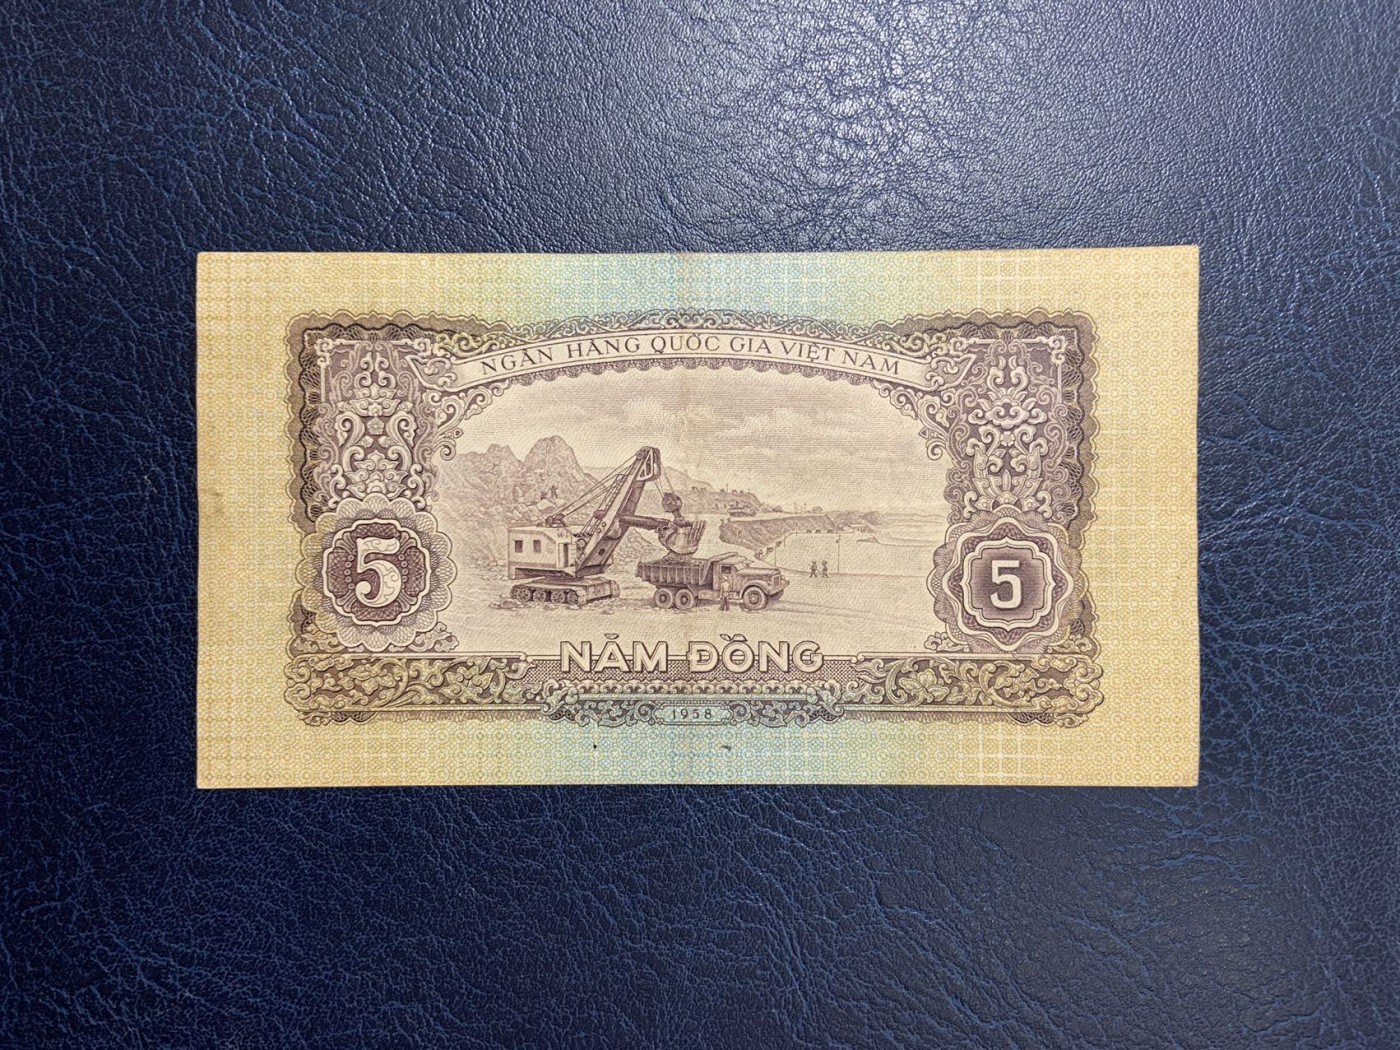 NGÂN HÀNG QUỐC GIA VIỆT NAM
5
5
NĂM ĐỒNG
1958